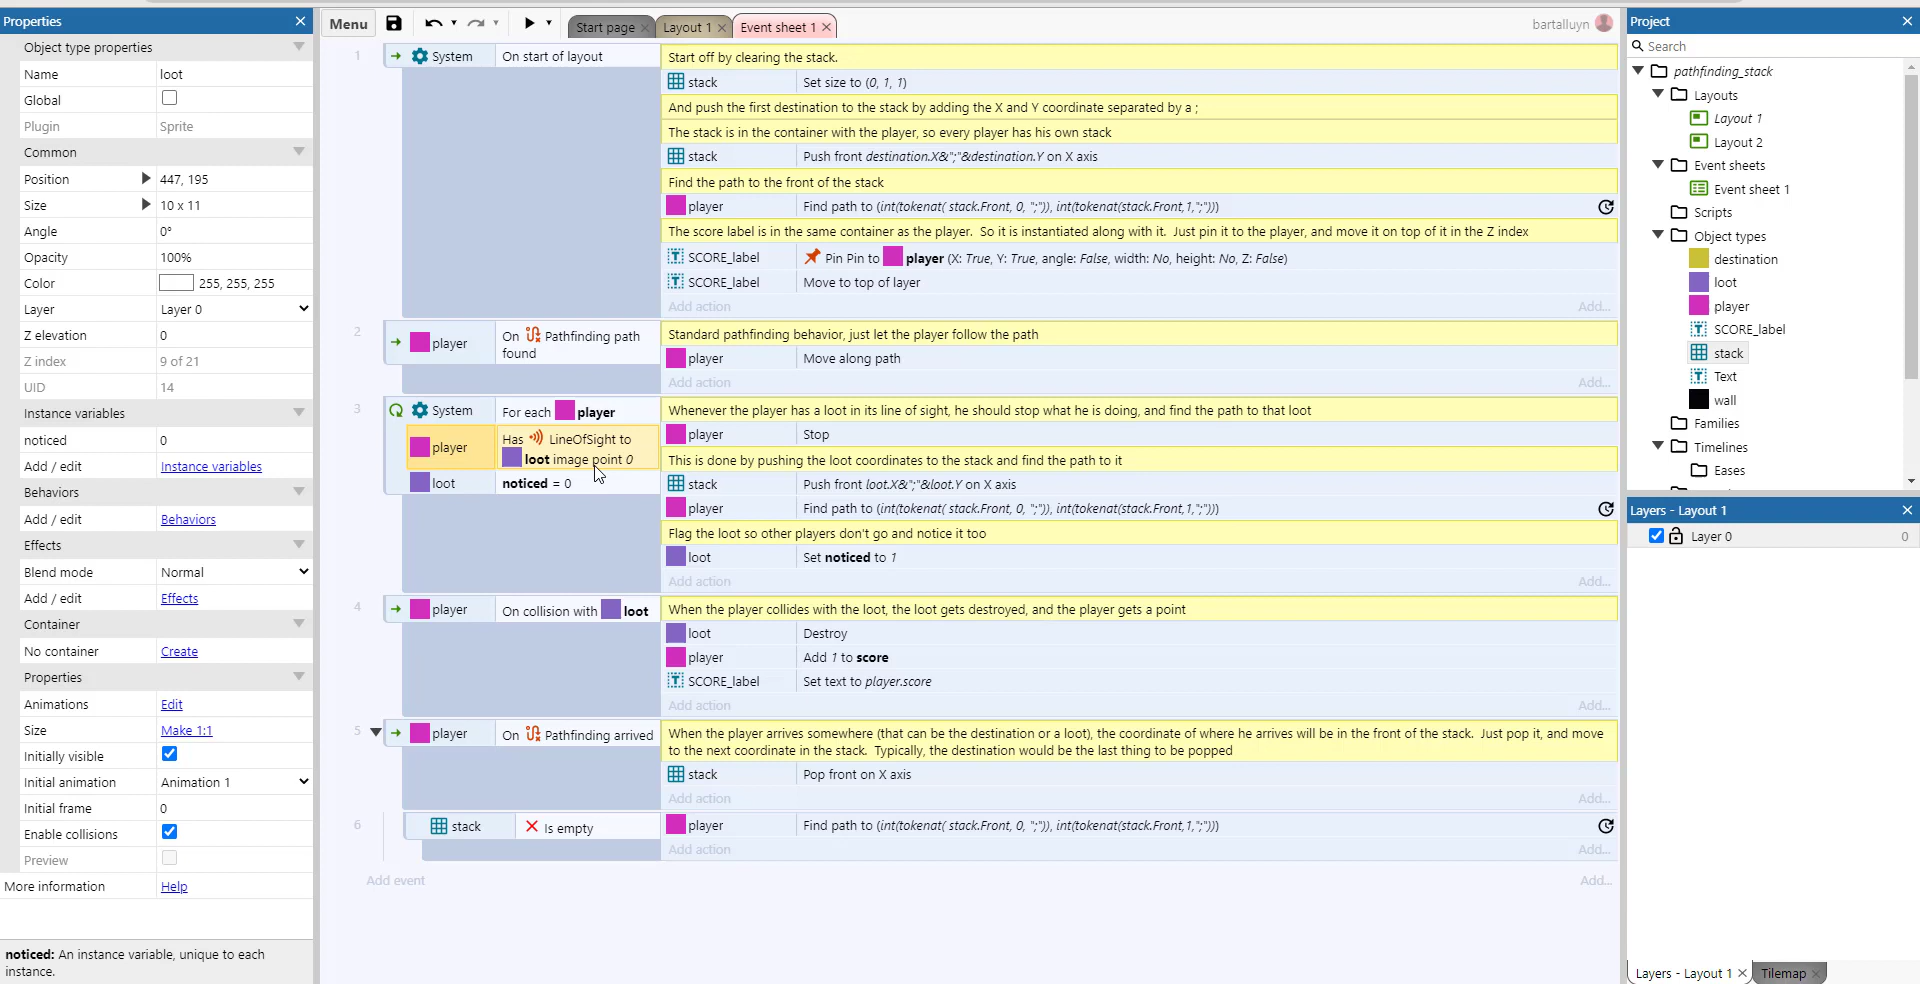 Properties
Object type properties
Name loot
Global
Plugin Sprite
Common
Position 447, 195
Size 10 x 11
Angle 0°
Opacity 100%
Color 255, 255, 255
Layer Layer 0
Z elevation 0
Z index 9 of 21
UID 14
Instance variables
noticed 0
Add / edit Instance variables
Behaviors
Add / edit Behaviors
Effects
Blend mode Normal
Add / edit Effects
Container
No container Create
Properties
Animations Edit
Size Make 1:1
Initially visible
Initial animation Animation 1
Initial frame 0
Enable collisions
Preview
More information Help
noticed: An instance variable, unique to each
instance.
Menu
Start page
Layout 1
Event sheet 1
bartalluyn
1 System On start of layout
Start off by clearing the stack.
stack Set size to (0, 1, 1)
And push the first destination to the stack by adding the X and Y coordinate separated by a ;
The stack is in the container with the player, so every player has his own stack
stack Push front destination.X&";"&destination.Y on X axis
Find the path to the front of the stack
player Find path to (int(tokenat( stack.Front, 0, ";")), int(tokenat(stack.Front,1,";")))
The score label is in the same container as the player. So it is instantiated along with it. Just pin it to the player, and move it on top of it in the Z index
SCORE_label Pin Pin to player (X: True, Y: True, angle: False, width: No, height: No, Z: False)
SCORE_label Move to top of layer
Add action Add...
2 player On Pathfinding path found
Standard pathfinding behavior, just let the player follow the path
player Move along path
Add action Add...
3 System For each player
player Has LineOfSight to loot image point 0
loot noticed = 0
Whenever the player has a loot in its line of sight, he should stop what he is doing, and find the path to that loot
player Stop
This is done by pushing the loot coordinates to the stack and find the path to it
stack Push front loot.X&";"&loot.Y on X axis
player Find path to (int(tokenat( stack.Front, 0, ";")), int(tokenat(stack.Front,1,";")))
Flag the loot so other players don't go and notice it too
loot Set noticed to 1
Add action Add...
4 player On collision with loot
When the player collides with the loot, the loot gets destroyed, and the player gets a point
loot Destroy
player Add 1 to score
SCORE_label Set text to player.score
Add action Add...
5 player On Pathfinding arrived
When the player arrives somewhere (that can be the destination or a loot), the coordinate of where he arrives will be in the front of the stack. Just pop it, and move
to the next coordinate in the stack. Typically, the destination would be the last thing to be popped
stack Pop front on X axis
Add action Add...
6 stack Is empty
player Find path to (int(tokenat( stack.Front, 0, ";")), int(tokenat(stack.Front,1,";")))
Add action Add...
Add event Add...
Project
Search
pathfinding_stack
Layouts
Layout 1
Layout 2
Event sheets
Event sheet 1
Scripts
Object types
destination
loot
player
SCORE_label
stack
Text
wall
Families
Timelines
Eases
Layers - Layout 1
Layer 0 0
Layers - Layout 1
Tilemap